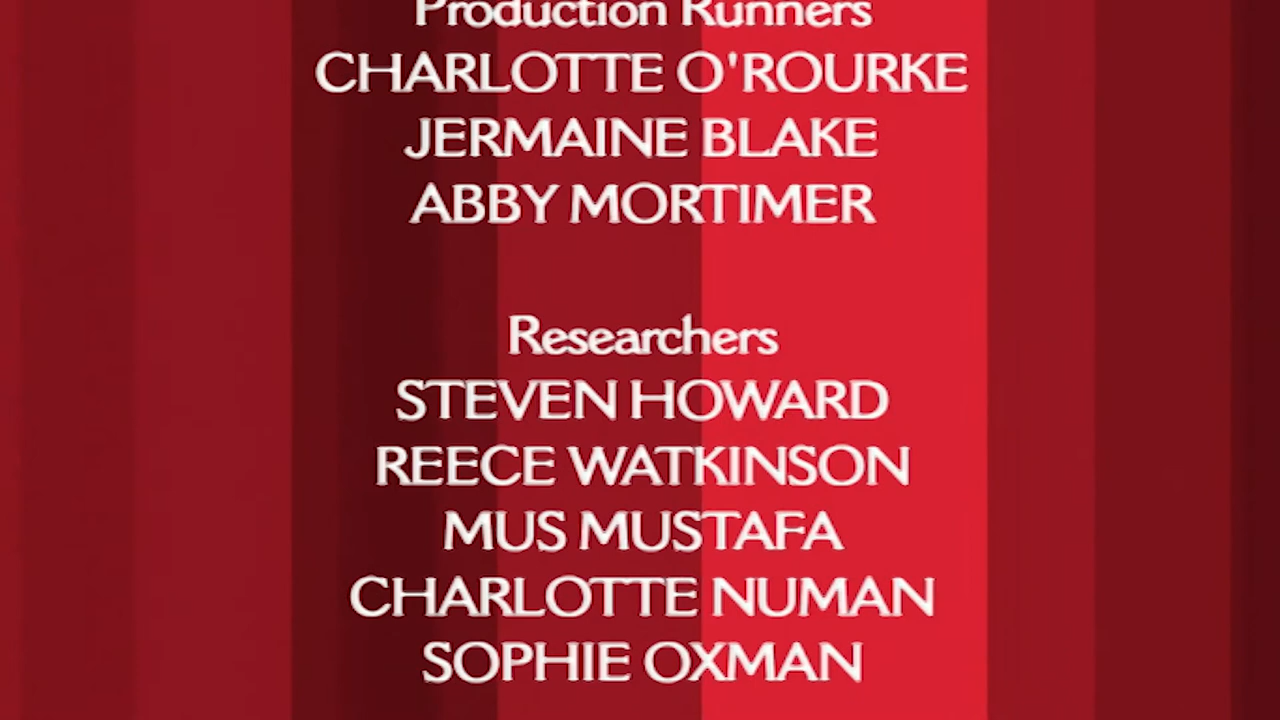 Production Runners
CHARLOTTE O'ROURKE
JERMAINE BLAKE
ABBY MORTIMER
Researchers
STEVEN HOWARD
REECE WATKINSON
MUS MUSTAFA
CHARLOTTE NUMAN
SOPHIE OXMAN